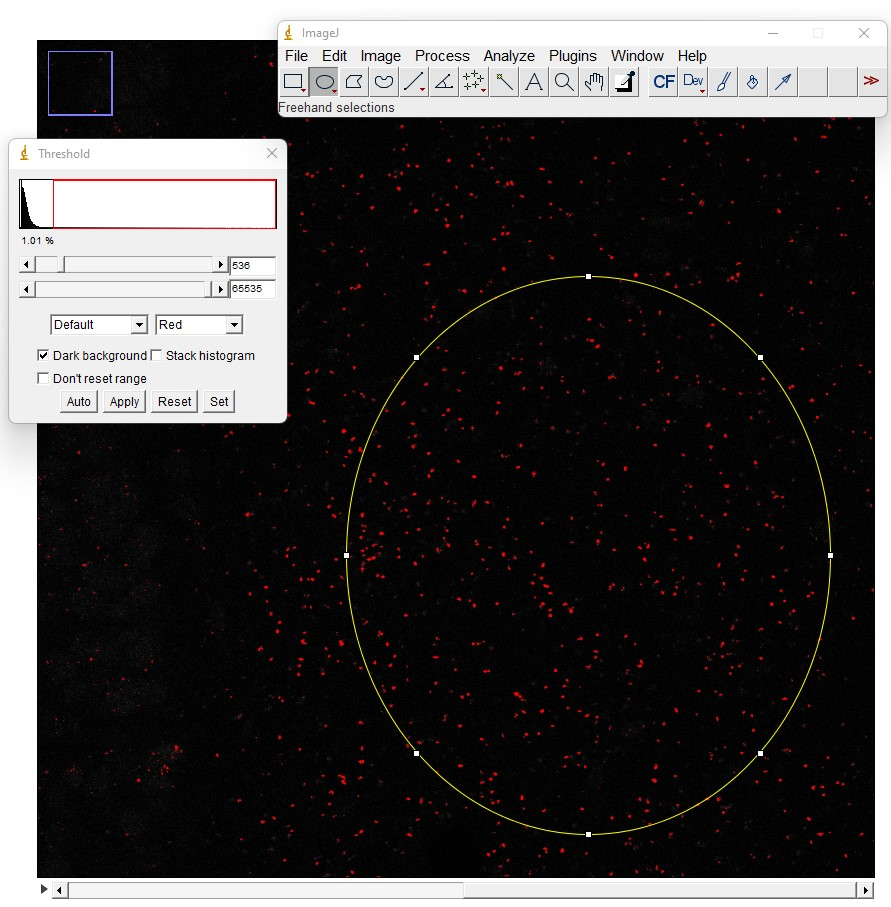 ImageJ
File Edit Image Process Analyze Plugins Window Help
A CF Dev >>
Freehand selections
Threshold
1.01 %
536
65535
Default Red
Dark background Stack histogram
Don't reset range
Auto Apply Reset Set